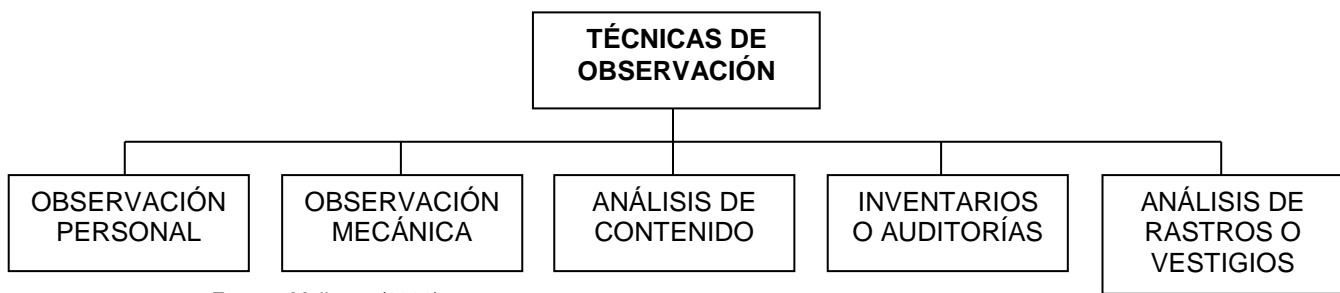 TÉCNICAS DE
OBSERVACIÓN
OBSERVACIÓN
PERSONAL
OBSERVACIÓN
MECÁNICA
ANÁLISIS DE
CONTENIDO
INVENTARIOS
O AUDITORÍAS
ANÁLISIS DE
RASTROS O
VESTIGIOS